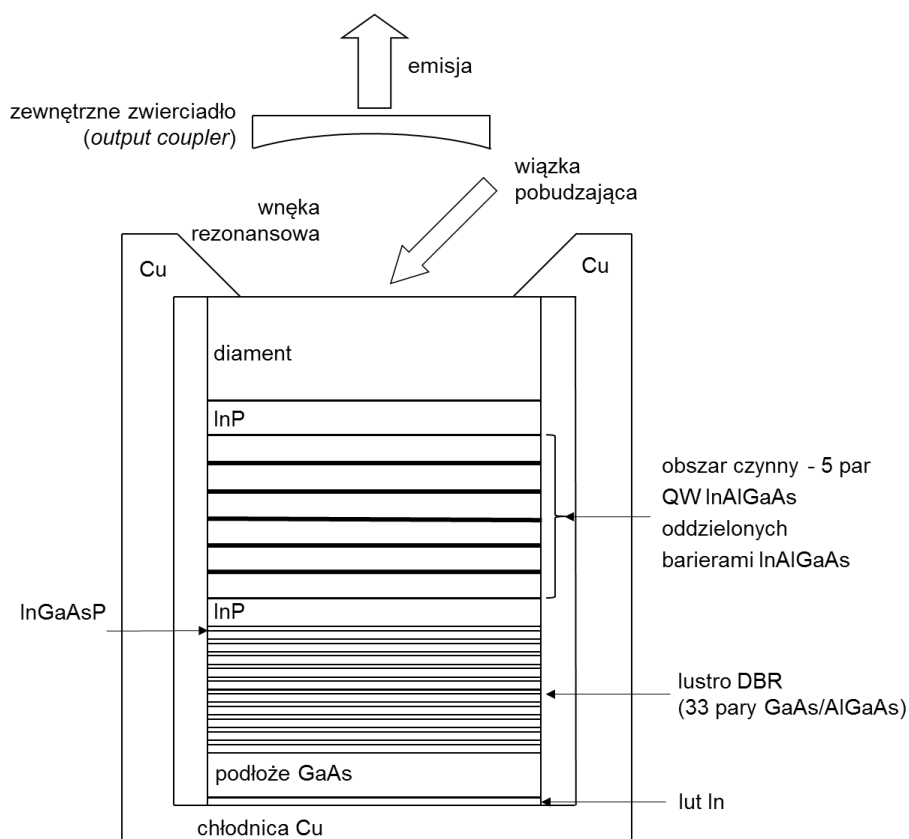 emisja
zewnętrzne zwierciadło
(output coupler)
wiązka
pobudzająca
wnęka
rezonansowa
Cu
Cu
diament
InP
obszar czynny - 5 par
QW InAlGaAs
oddzielonych
barierami InAlGaAs
InP
InGaAsP
lustro DBR
(33 pary GaAs/AlGaAs)
podłoże GaAs
lut In
chłodnica Cu